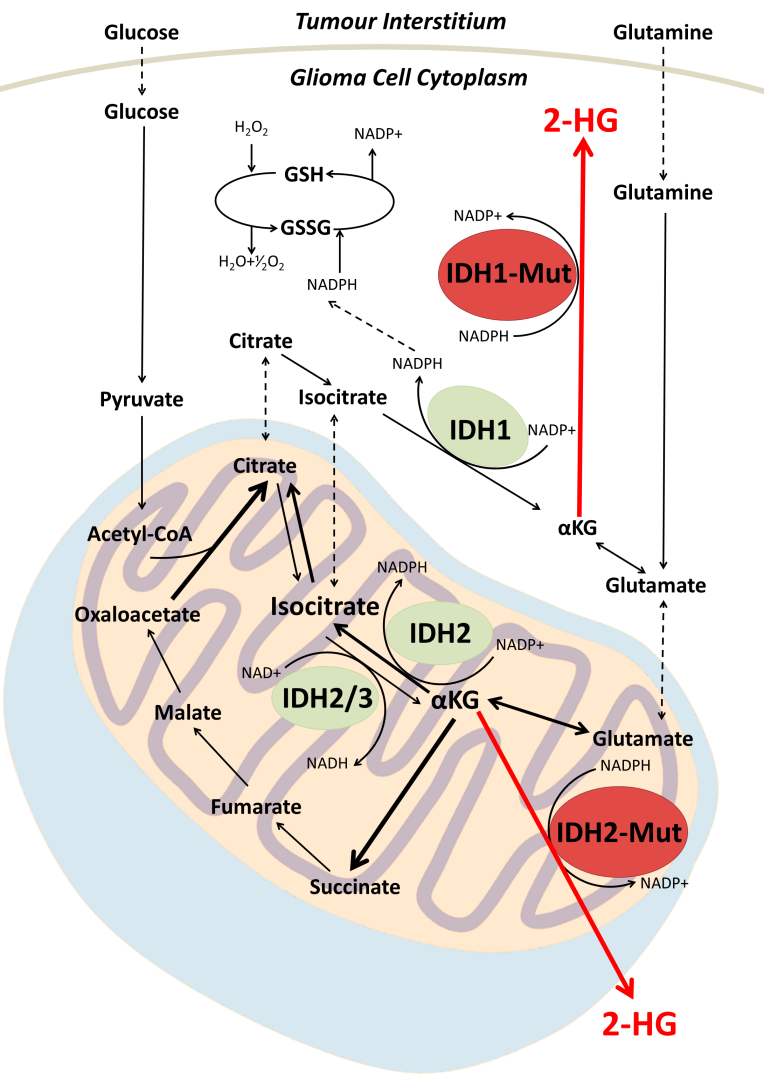 Tumour Interstitium
Glucose
Glutamine
Glioma Cell Cytoplasm
Glucose
2-HG
H₂O₂
NADP+
GSH
Glutamine
GSSG
NADP+
H₂O+½O₂
IDH1-Mut
NADPH
NADPH
Citrate
NADPH
Isocitrate
Pyruvate
IDH1
NADP+
Citrate
Acetyl-CoA
αKG
NADPH
Glutamate
Isocitrate
Oxaloacetate
IDH2
NADP+
NAD+
IDH2/3
αKG
Malate
Glutamate
NADH
NADPH
Fumarate
IDH2-Mut
Succinate
NADP+
2-HG